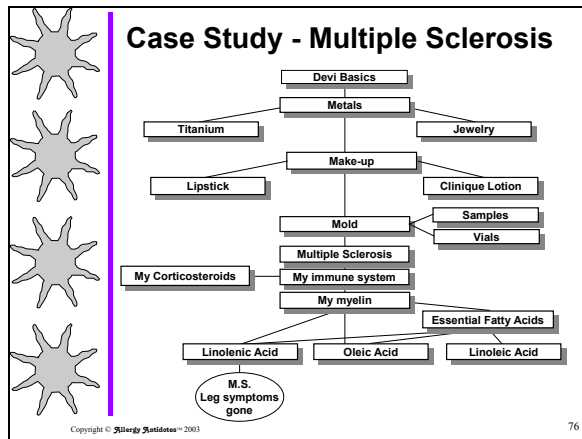 Case Study - Multiple Sclerosis
Devi Basics
Metals
Titanium
Jewelry
Make-up
Lipstick
Clinique Lotion
Mold
Samples
Vials
Multiple Sclerosis
My Corticosteroids
My immune system
My myelin
Essential Fatty Acids
Linolenic Acid
Oleic Acid
Linoleic Acid
M.S.
Leg symptoms
gone
Copyright © Allergy Antidotes™ 2003
76